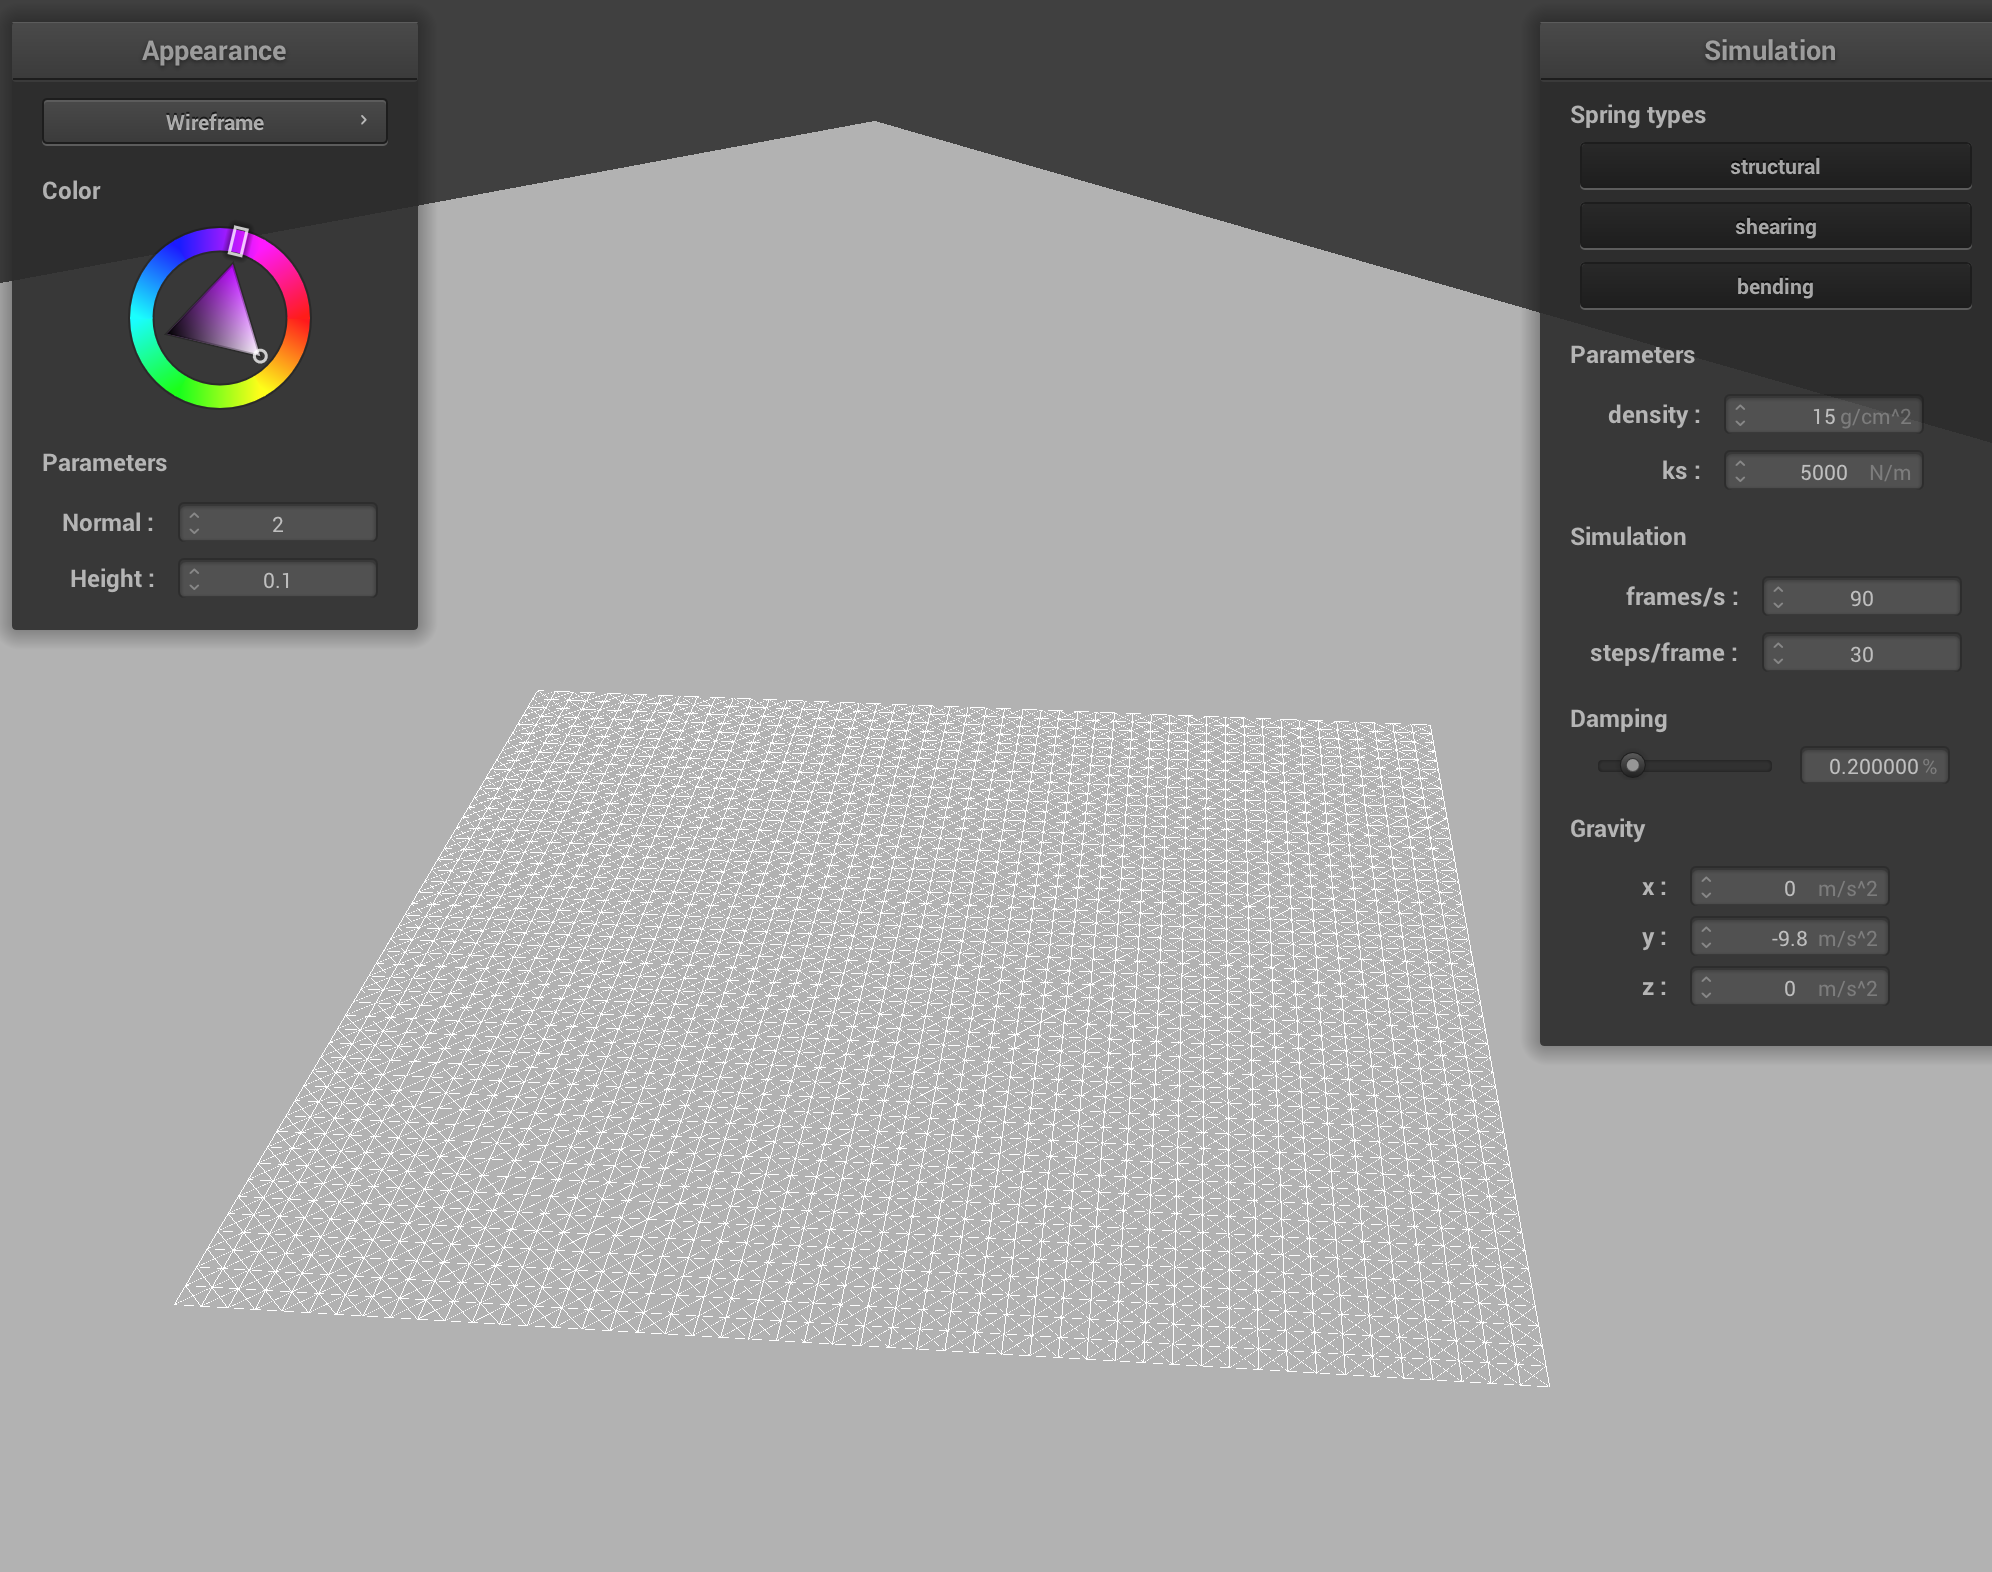 Appearance
Wireframe
Color
Parameters
Normal : 2
Height : 0.1
Simulation
Spring types
structural
shearing
bending
Parameters
density : 15 g/cm^2
ks : 5000 N/m
Simulation
frames/s : 90
steps/frame : 30
Damping
0.200000 %
Gravity
x : 0 m/s^2
y : -9.8 m/s^2
z : 0 m/s^2